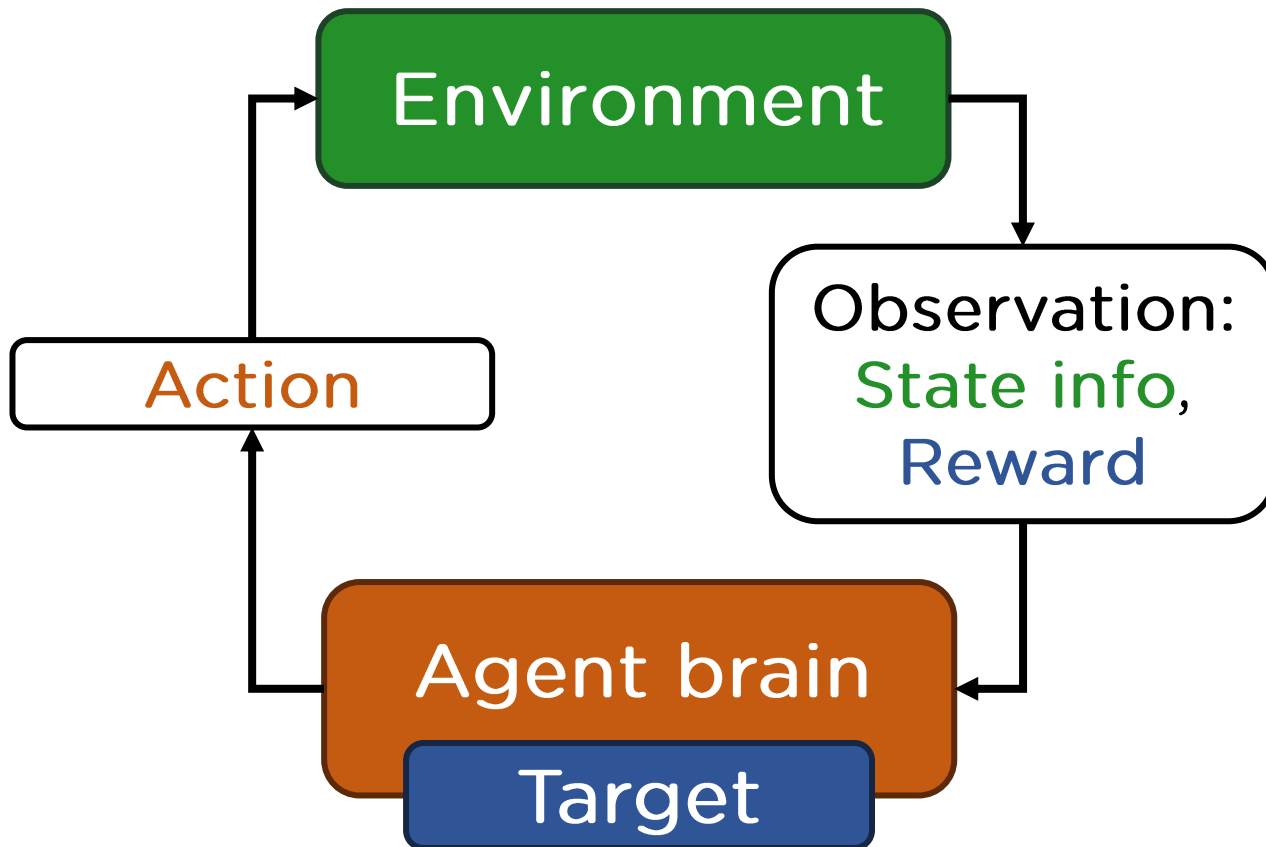 Environment
Observation:
State info,
Reward
Action
Agent brain
Target